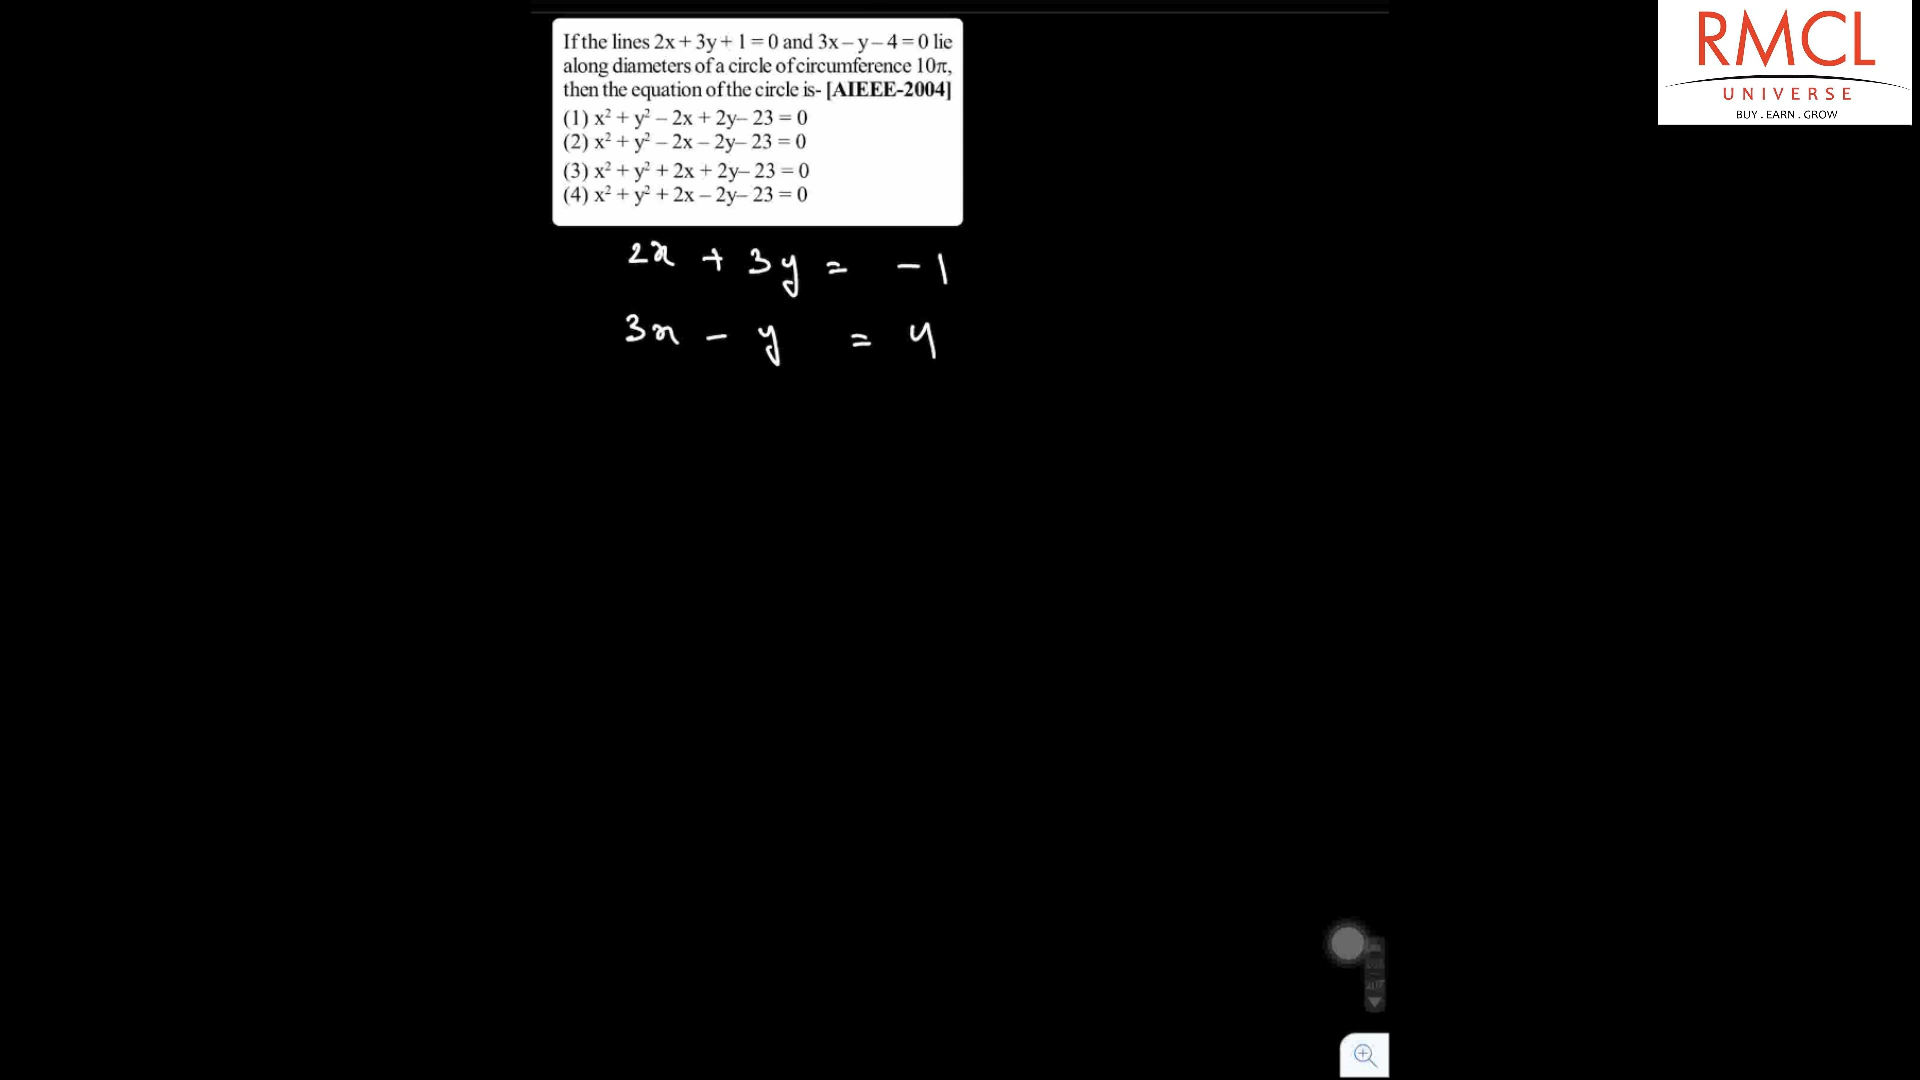 If the lines 2x + 3y + 1 = 0 and 3x – y – 4 = 0 lie
along diameters of a circle of circumference 10π,
then the equation of the circle is- [AIEEE-2004]
(1) x² + y² – 2x + 2y– 23 = 0
(2) x² + y² – 2x – 2y– 23 = 0
(3) x² + y² + 2x + 2y– 23 = 0
(4) x² + y² + 2x – 2y– 23 = 0
2x + 3y = - 1
3x - y = 4
RMCL
UNIVERSE
BUY . EARN . GROW